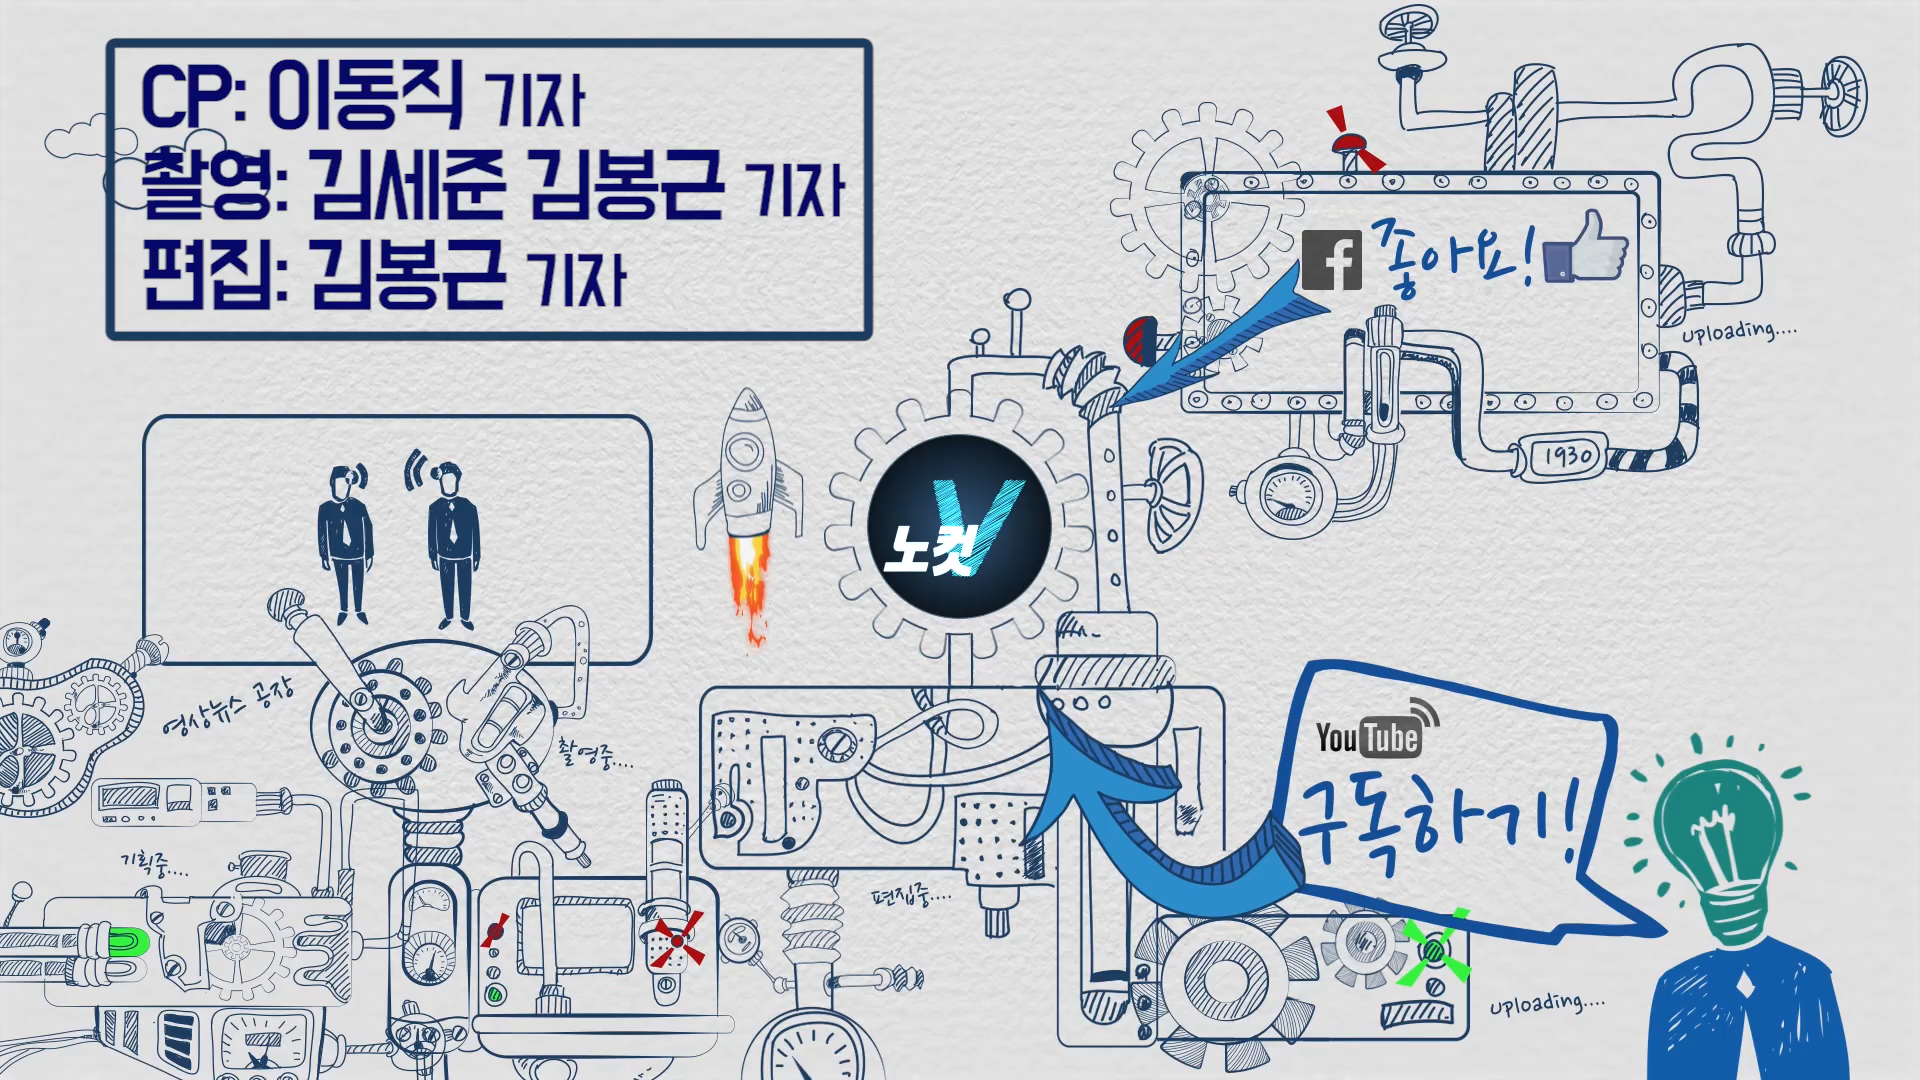 CP: 이동직 기자
촬영: 김세준 김봉근 기자
편집: 김봉근 기자
f 좋아요!
uploading....
1930
노컷V
영상뉴스 공장
촬영중....
YouTube
구독하기!
기획중....
편집중....
uploading....